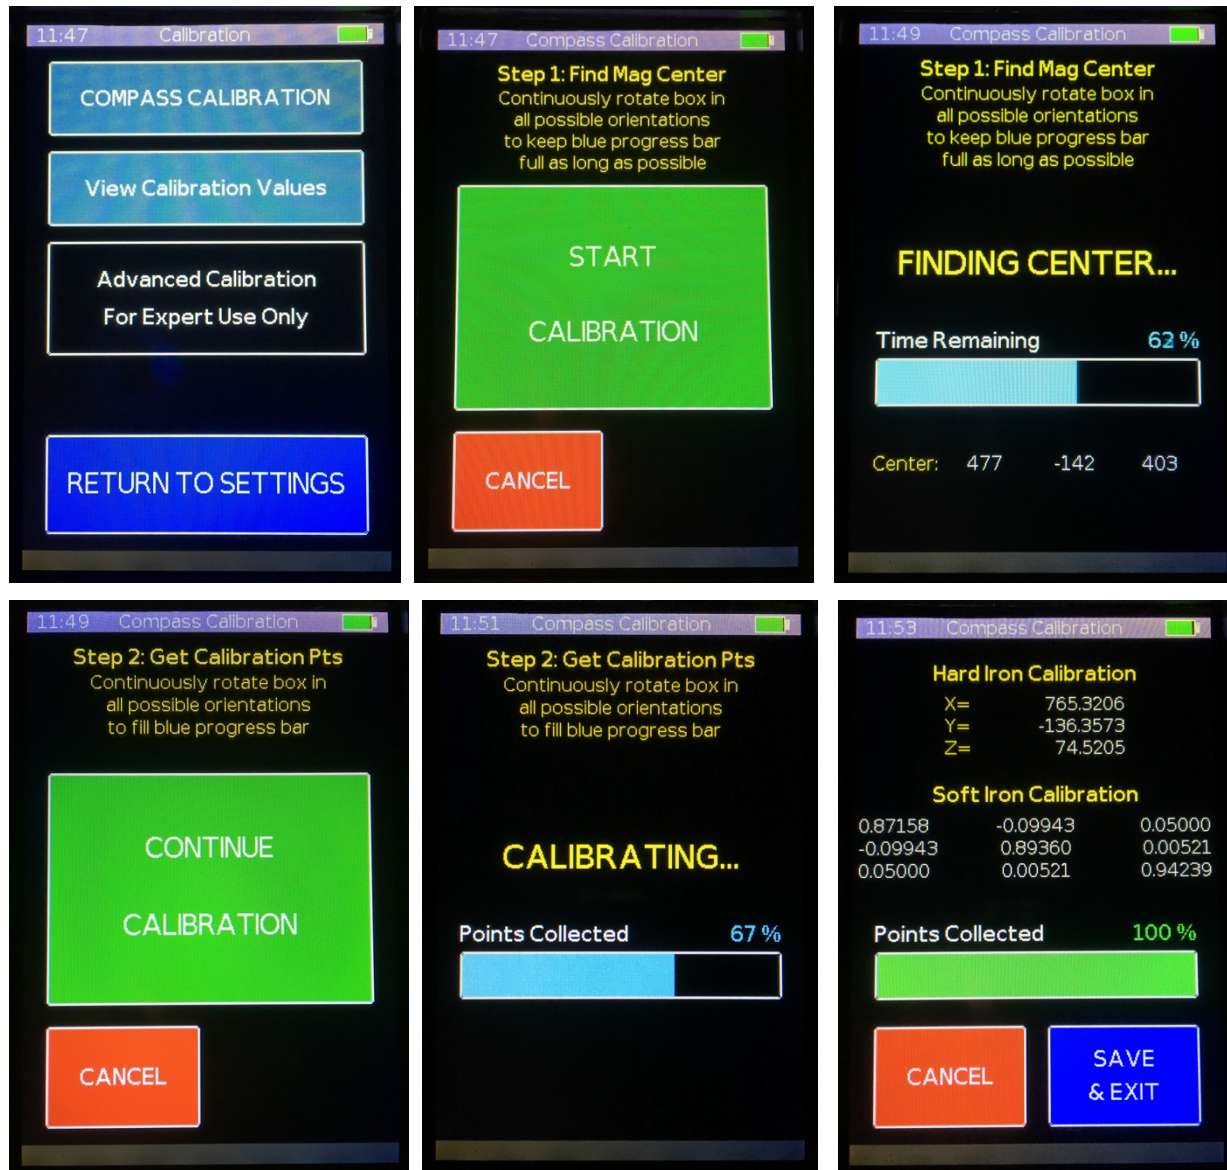 11:47 Calibration
COMPASS CALIBRATION
View Calibration Values
Advanced Calibration
For Expert Use Only
RETURN TO SETTINGS
11:47 Compass Calibration
Step 1: Find Mag Center
Continuously rotate box in
all possible orientations
to keep blue progress bar
full as long as possible
START
CALIBRATION
CANCEL
11:49 Compass Calibration
Step 1: Find Mag Center
Continuously rotate box in
all possible orientations
to keep blue progress bar
full as long as possible
FINDING CENTER...
Time Remaining 62 %
Center: 477 -142 403
11:49 Compass Calibration
Step 2: Get Calibration Pts
Continuously rotate box in
all possible orientations
to fill blue progress bar
CONTINUE
CALIBRATION
CANCEL
11:51 Compass Calibration
Step 2: Get Calibration Pts
Continuously rotate box in
all possible orientations
to fill blue progress bar
CALIBRATING...
Points Collected 67 %
11:53 Compass Calibration
Hard Iron Calibration
X= 765.3206
Y= -136.3573
Z= 74.5205
Soft Iron Calibration
0.87158 -0.09943 0.05000
-0.09943 0.89360 0.00521
0.05000 0.00521 0.94239
Points Collected 100 %
CANCEL
SAVE
& EXIT